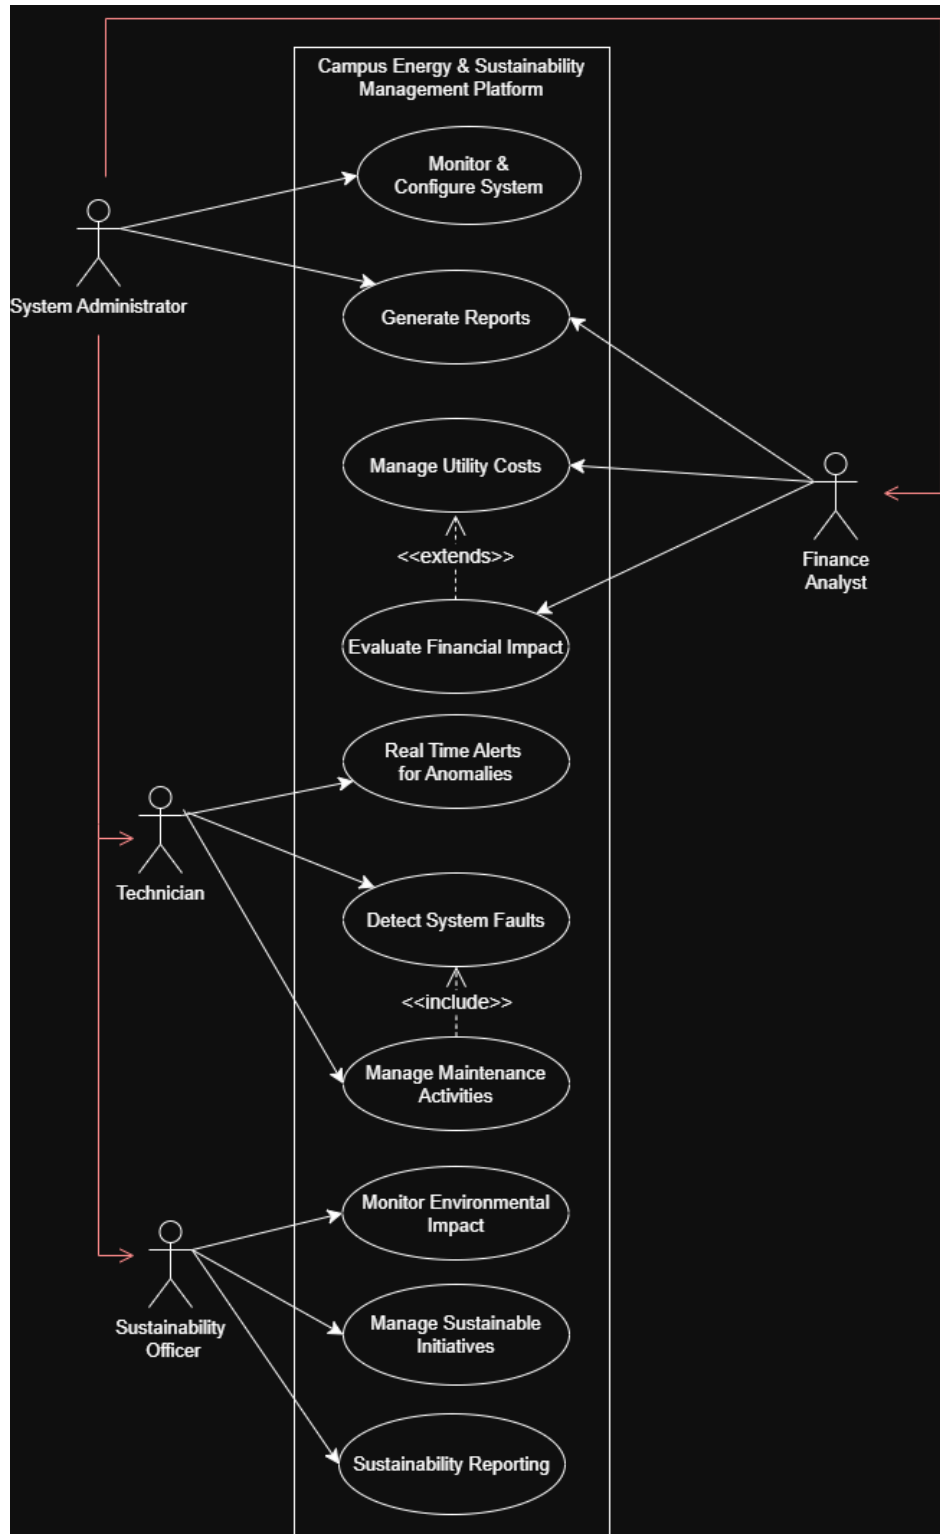 Campus Energy & Sustainability
Management Platform
Monitor &
Configure System
System Administrator
Generate Reports
Manage Utility Costs
<<extends>>
Finance
Analyst
Evaluate Financial Impact
Real Time Alerts
for Anomalies
Technician
Detect System Faults
<<include>>
Manage Maintenance
Activities
Monitor Environmental
Impact
Sustainability
Officer
Manage Sustainable
Initiatives
Sustainability Reporting